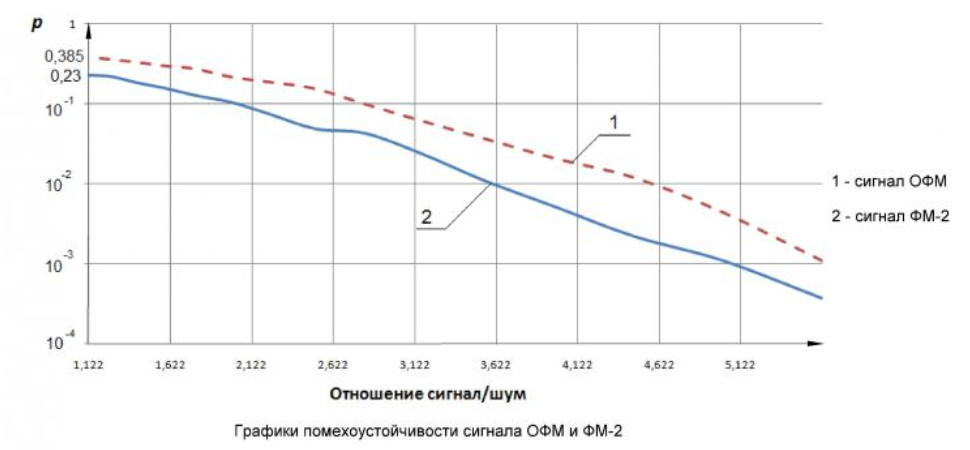 p 1
0,385
0,23
10-1
1
10-2
1 - сигнал ОФМ
2
2 - сигнал ФМ-2
10-3
10-4
1,122 1,622 2,122 2,622 3,122 3,622 4,122 4,622 5,122
Отношение сигнал/шум
Графики помехоустойчивости сигнала ОФМ и ФМ-2